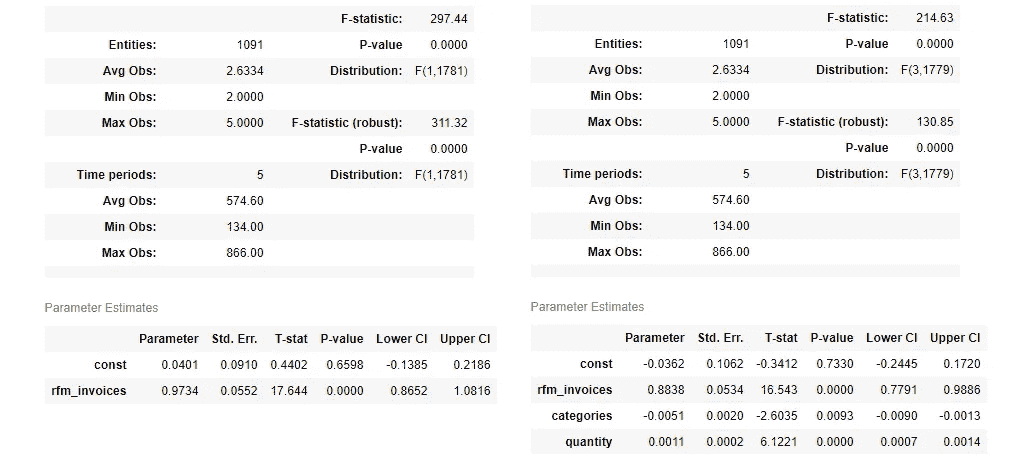 F-statistic: 297.44
Entities: 1091 P-value 0.0000
Avg Obs: 2.6334 Distribution: F(1,1781)
Min Obs: 2.0000
Max Obs: 5.0000 F-statistic (robust): 311.32
P-value 0.0000
Time periods: 5 Distribution: F(1,1781)
Avg Obs: 574.60
Min Obs: 134.00
Max Obs: 866.00
Parameter Estimates
Parameter Std. Err. T-stat P-value Lower CI Upper CI
const 0.0401 0.0910 0.4402 0.6598 -0.1385 0.2186
rfm_invoices 0.9734 0.0552 17.644 0.0000 0.8652 1.0816
F-statistic: 214.63
Entities: 1091 P-value 0.0000
Avg Obs: 2.6334 Distribution: F(3,1779)
Min Obs: 2.0000
Max Obs: 5.0000 F-statistic (robust): 130.85
P-value 0.0000
Time periods: 5 Distribution: F(3,1779)
Avg Obs: 574.60
Min Obs: 134.00
Max Obs: 866.00
Parameter Estimates
Parameter Std. Err. T-stat P-value Lower CI Upper CI
const -0.0362 0.1062 -0.3412 0.7330 -0.2445 0.1720
rfm_invoices 0.8838 0.0534 16.543 0.0000 0.7791 0.9886
categories -0.0051 0.0020 -2.6035 0.0093 -0.0090 -0.0013
quantity 0.0011 0.0002 6.1221 0.0000 0.0007 0.0014